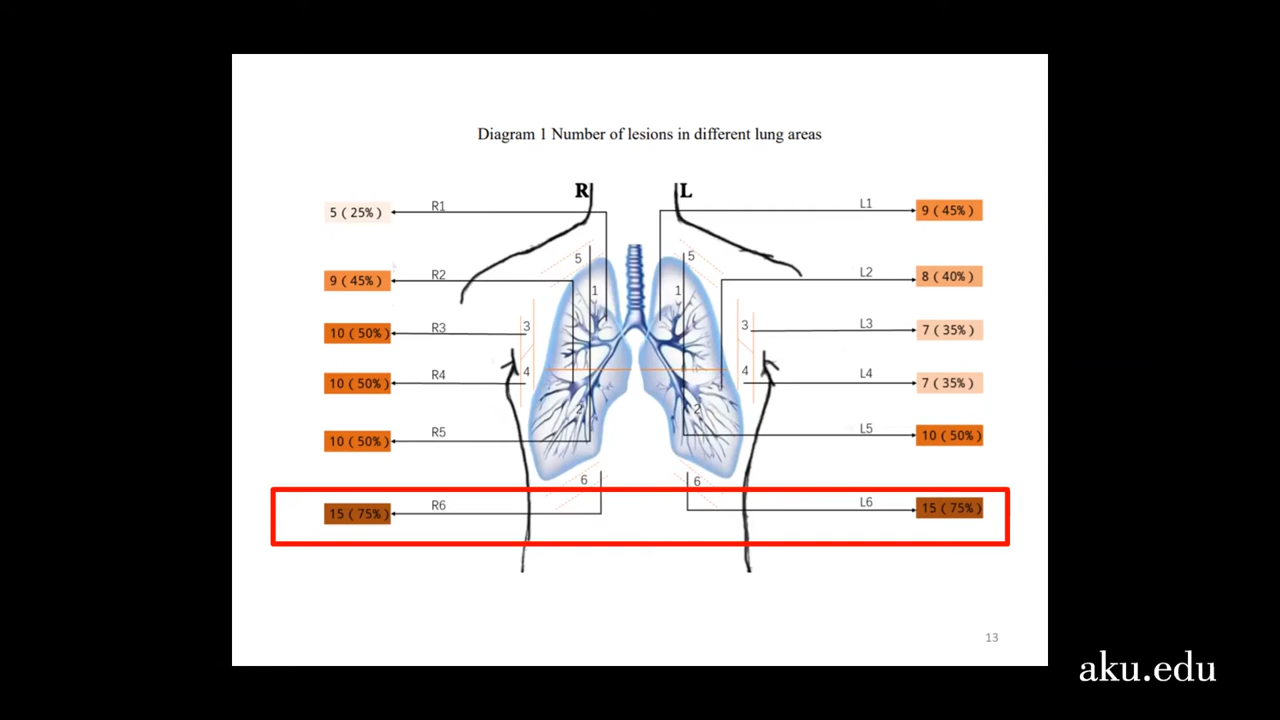 Diagram 1 Number of lesions in different lung areas
R L
5 ( 25% ) R1 L1 9 ( 45% )
5 5
9 ( 45% ) R2 L2 8 ( 40% )
1 1
10 ( 50% ) R3 3 3 L3 7 ( 35% )
10 ( 50% ) R4 4 4 L4 7 ( 35% )
2 2
10 ( 50% ) R5 L5 10 ( 50% )
6 6
15 ( 75% ) R6 L6 15 ( 75% )
13
aku.edu